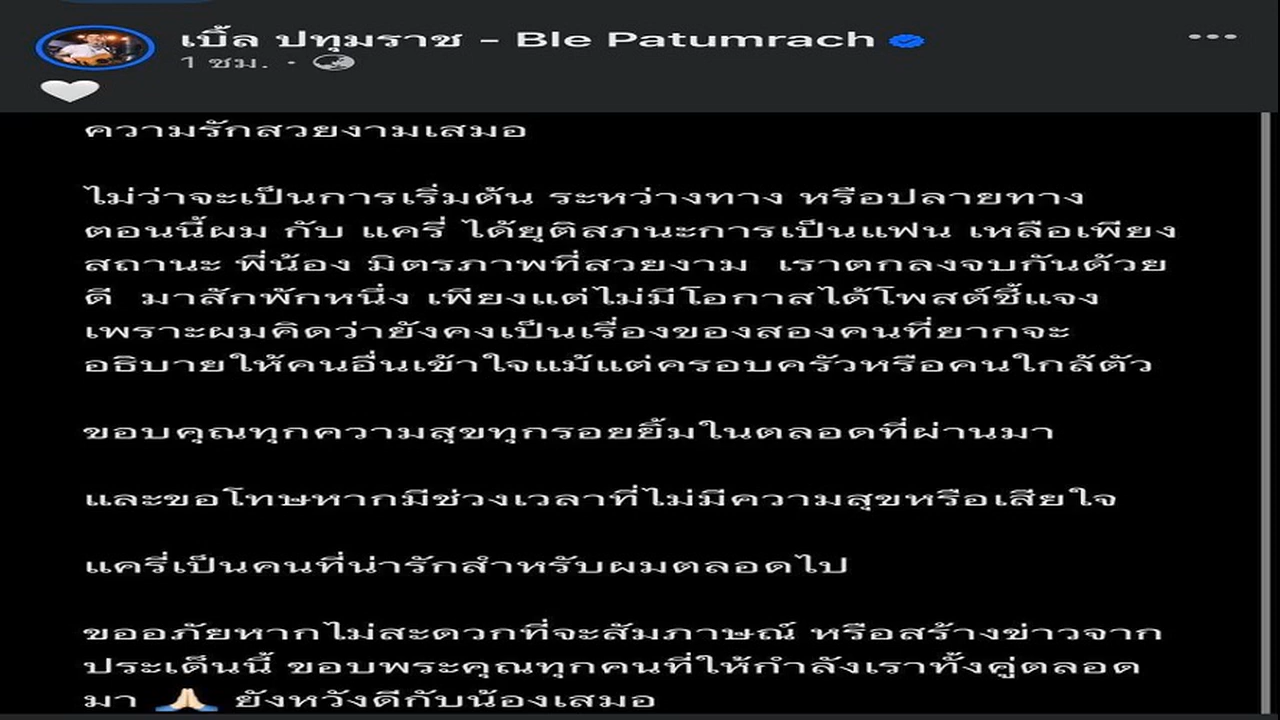 เบิ้ล ปทุมราช - Ble Patumrach
1 ชม. ·
ความรักสวยงามเสมอ
ไม่ว่าจะเป็นการเริ่มต้น ระหว่างทาง หรือปลายทาง
ตอนนี้ผม กับ แครี่ ได้ยุติสภนะการเป็นแฟน เหลือเพียง
สถานะ พี่น้อง มิตรภาพที่สวยงาม เราตกลงจบกันด้วย
ดี มาสักพักหนึ่ง เพียงแต่ไม่มีโอกาสได้โพสต์ชี้แจง
เพราะผมคิดว่ายังคงเป็นเรื่องของสองคนที่ยากจะ
อธิบายให้คนอื่นเข้าใจแม้แต่ครอบครัวหรือคนใกล้ตัว
ขอบคุณทุกความสุขทุกรอยยิ้มในตลอดที่ผ่านมา
และขอโทษหากมีช่วงเวลาที่ไม่มีความสุขหรือเสียใจ
แครี่เป็นคนที่น่ารักสำหรับผมตลอดไป
ขออภัยหากไม่สะดวกที่จะสัมภาษณ์ หรือสร้างข่าวจาก
ประเด็นนี้ ขอบพระคุณทุกคนที่ให้กำลังเราทั้งคู่ตลอด
มา 🙏🏻 ยังหวังดีกับน้องเสมอ